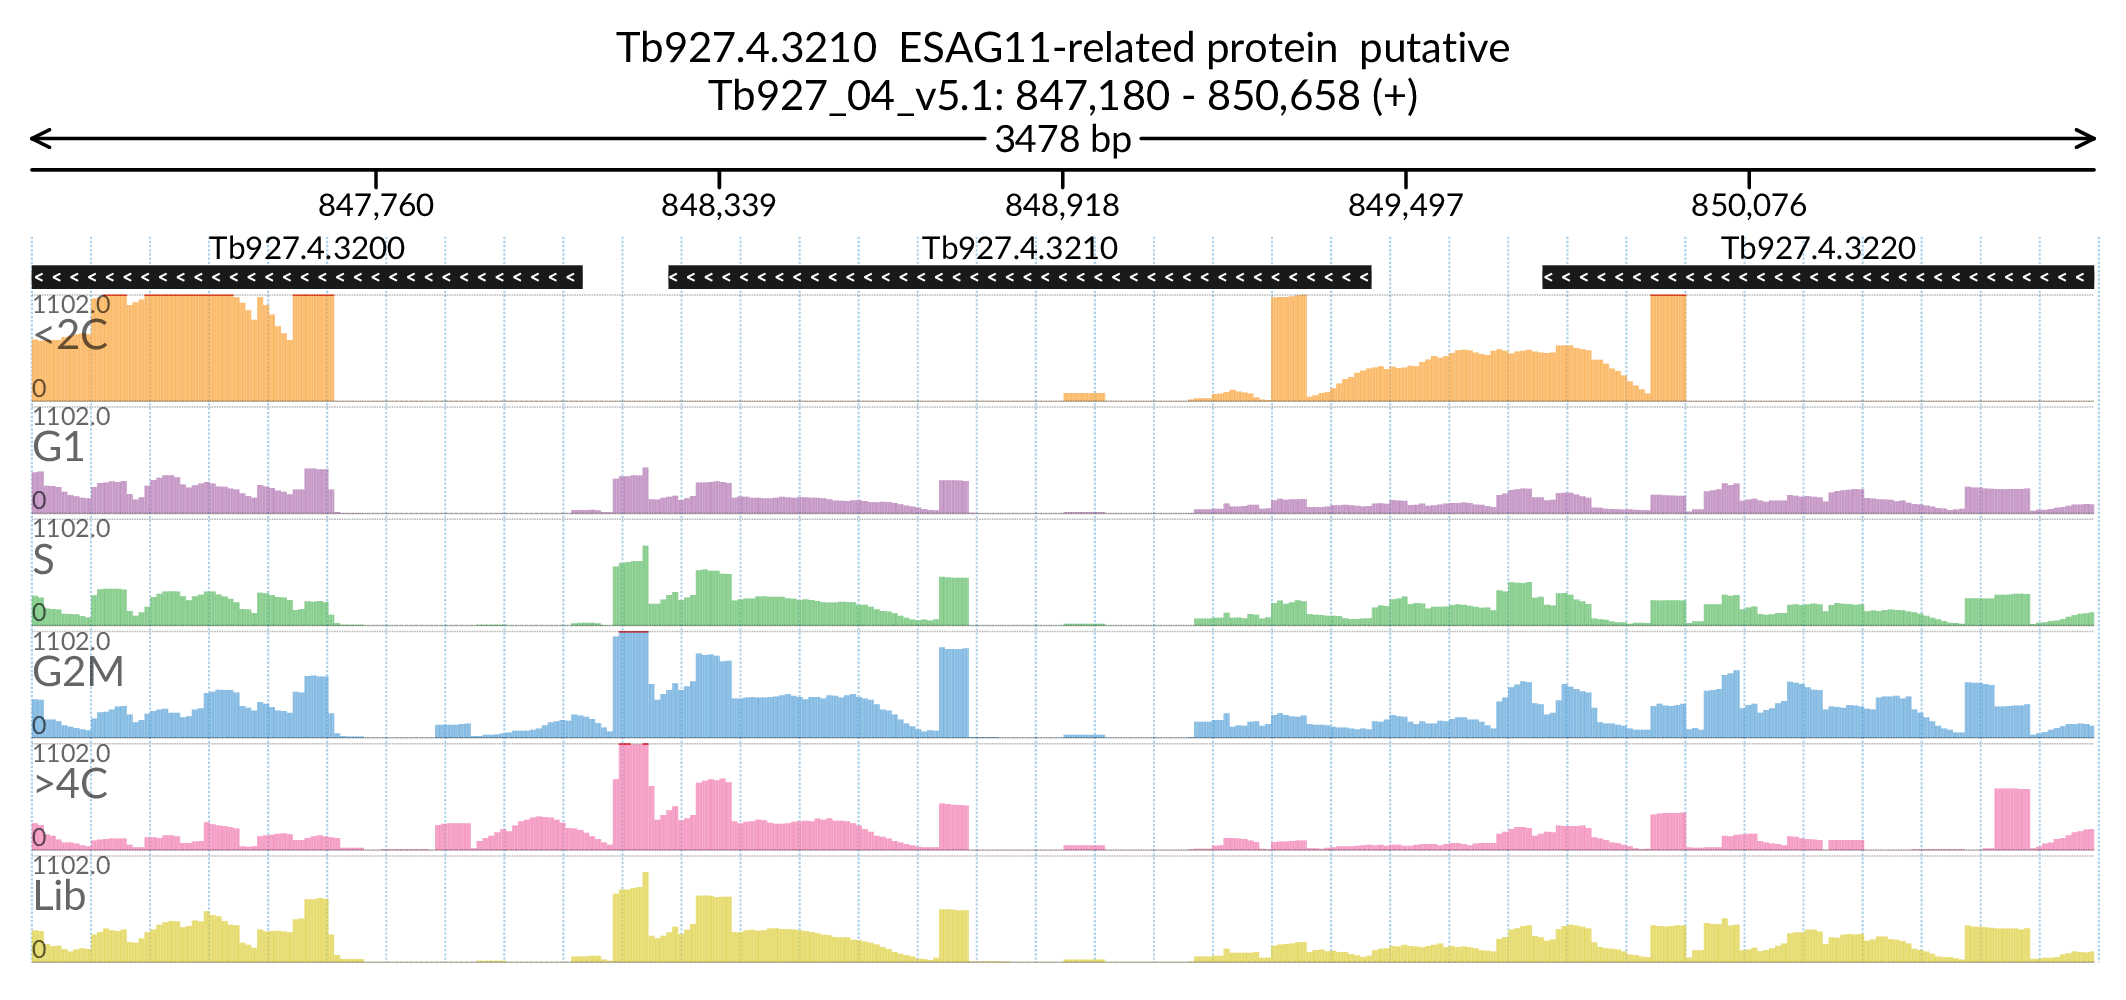 Tb927.4.3210  ESAG11-related protein  putative
Tb927_04_v5.1: 847,180 - 850,658 (+)
3478 bp
847,760 848,339 848,918 849,497 850,076
Tb927.4.3200 Tb927.4.3210 Tb927.4.3220
1102.0
<2C
0
1102.0
G1
0
1102.0
S
0
1102.0
G2M
0
1102.0
>4C
0
1102.0
Lib
0